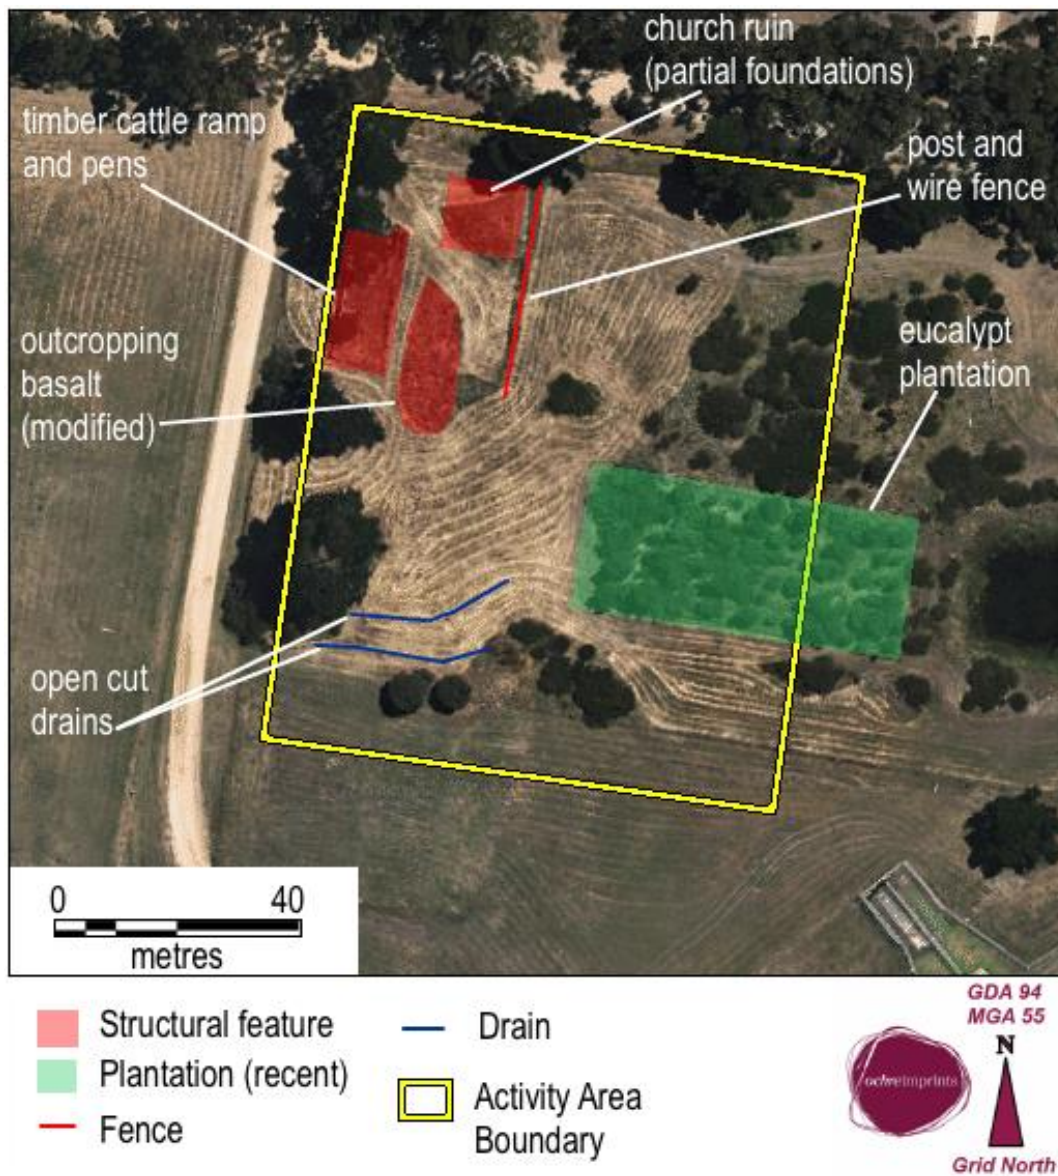 church ruin
(partial foundations)
timber cattle ramp
and pens
post and
wire fence
outcropping
basalt
(modified)
eucalypt
plantation
open cut
drains
0 40
metres
Structural feature
Plantation (recent)
Fence
Drain
Activity Area
Boundary
ochreimprints
GDA 94
MGA 55
N
Grid North